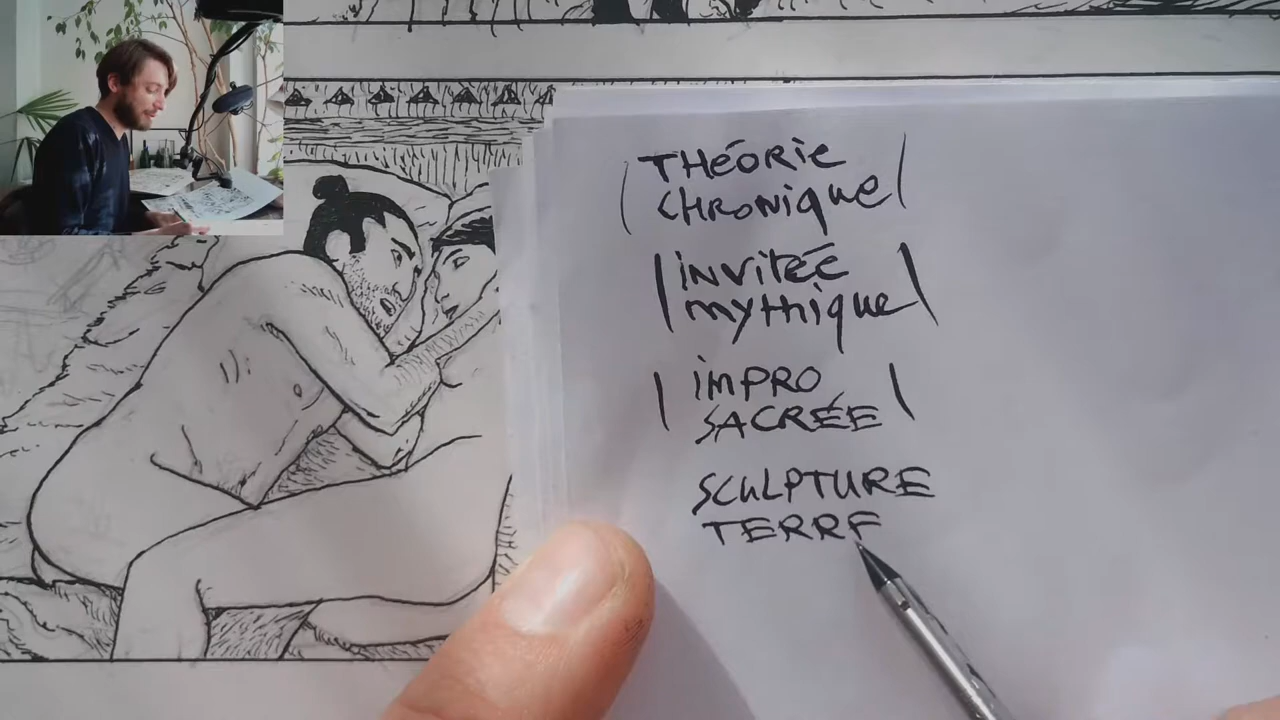 THÉORIE
CHRONIQUE
INVITÉE
MYTHIQUE
IMPRO
SACRÉE
SCULPTURE
TERRE